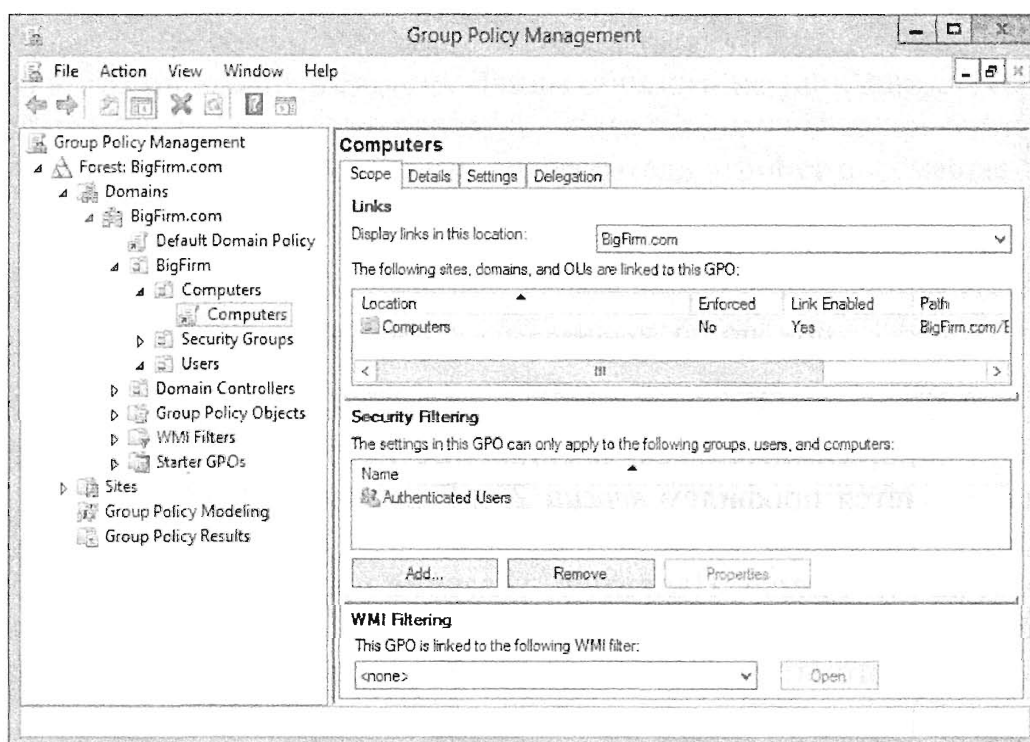 Group Policy Management
File Action View Window Help
Group Policy Management
Forest: BigFirm.com
Domains
BigFirm.com
Default Domain Policy
BigFirm
Computers
Computers
Security Groups
Users
Domain Controllers
Group Policy Objects
WMI Filters
Starter GPOs
Sites
Group Policy Modeling
Group Policy Results
Computers
Scope Details Settings Delegation
Links
Display links in this location: BigFirm.com
The following sites, domains, and OUs are linked to this GPO:
Location Enforced Link Enabled Path
Computers No Yes BigFirm.com/E
Security Filtering
The settings in this GPO can only apply to the following groups, users, and computers:
Name
Authenticated Users
Add... Remove Properties
WMI Filtering
This GPO is linked to the following WMI filter:
<none> Open